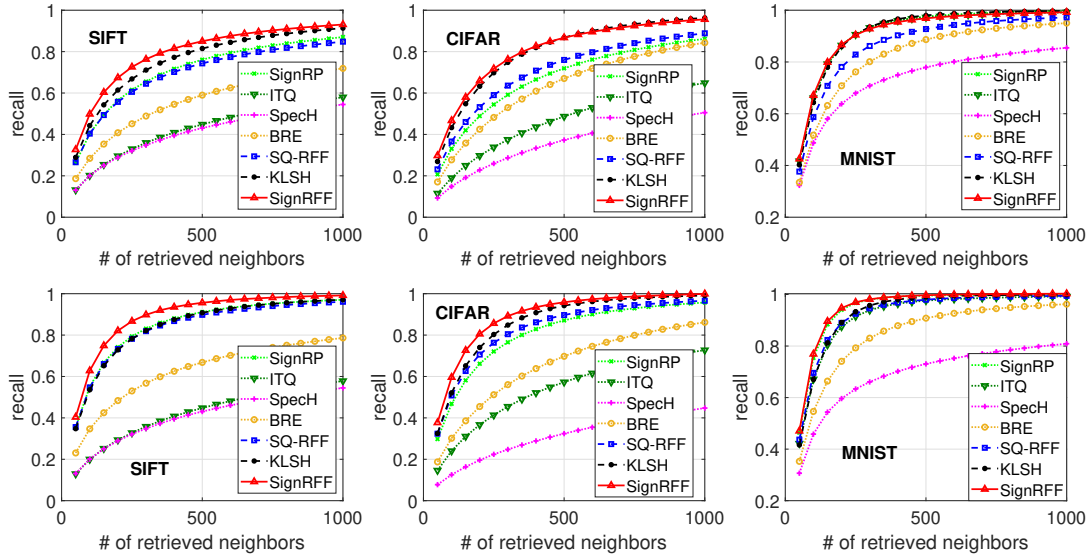 1
0.8
0.6
0.4
0.2
0
recall
SIFT
SignRP
ITQ
SpecH
BRE
SQ-RFF
KLSH
SignRFF
0 500 1000
# of retrieved neighbors
1
0.8
0.6
0.4
0.2
0
recall
CIFAR
SignRP
ITQ
SpecH
BRE
SQ-RFF
KLSH
SignRFF
0 500 1000
# of retrieved neighbors
1
0.8
0.6
0.4
0.2
recall
SignRP
ITQ
SpecH
BRE
SQ-RFF
KLSH
SignRFF
MNIST
0 500 1000
# of retrieved neighbors
1
0.8
0.6
0.4
0.2
0
recall
SignRP
ITQ
SpecH
BRE
SQ-RFF
KLSH
SignRFF
SIFT
0 500 1000
# of retrieved neighbors
1
0.8
0.6
0.4
0.2
0
recall
CIFAR
SignRP
ITQ
SpecH
BRE
SQ-RFF
KLSH
SignRFF
0 500 1000
# of retrieved neighbors
1
0.8
0.6
0.4
0.2
recall
SignRP
ITQ
SpecH
BRE
SQ-RFF
KLSH
SignRFF
MNIST
0 500 1000
# of retrieved neighbors